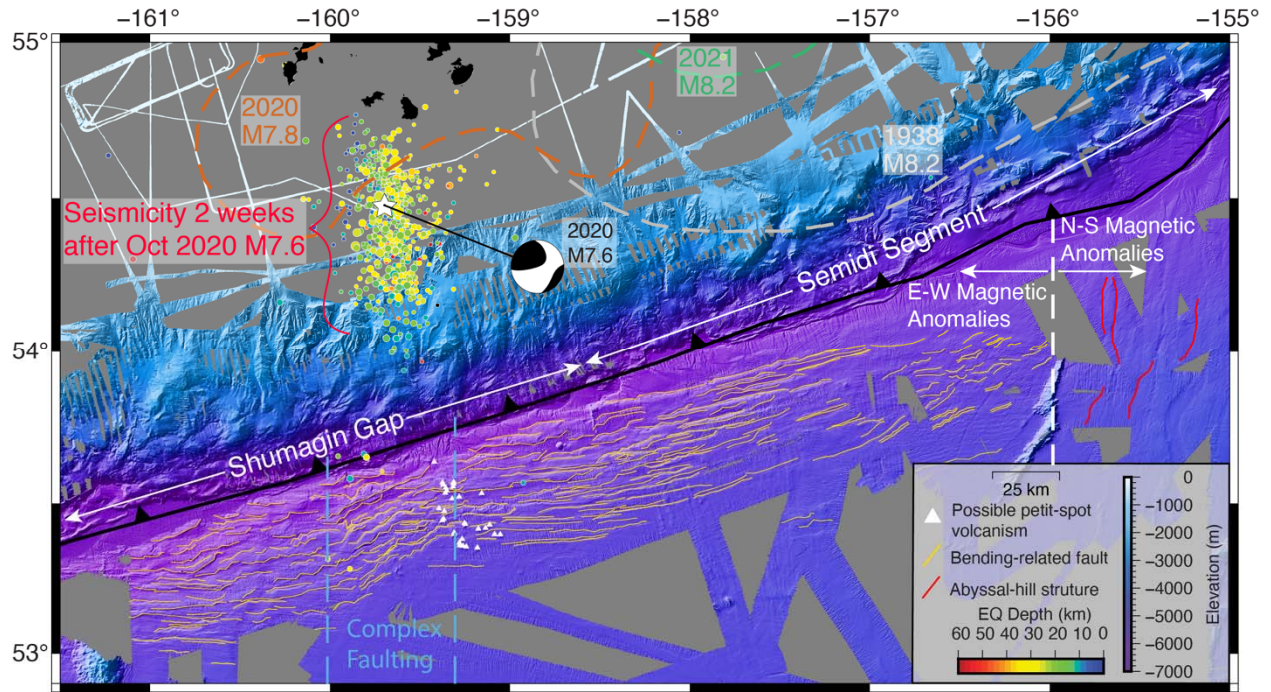 −161° −160° −159° −158° −157° −156° −155°
55°
54°
53°
2020
M7.8
2021
M8.2
1938
M8.2
Seismicity 2 weeks
after Oct 2020 M7.6
2020
M7.6
N-S Magnetic
Anomalies
E-W Magnetic
Anomalies
Semidi Segment
Shumagin Gap
Complex
Faulting
25 km
Possible petit-spot
volcanism
Bending-related fault
Abyssal-hill struture
EQ Depth (km)
60 50 40 30 20 10 0
0
−1000
−2000
−3000
−4000
−5000
−6000
−7000
Elevation (m)